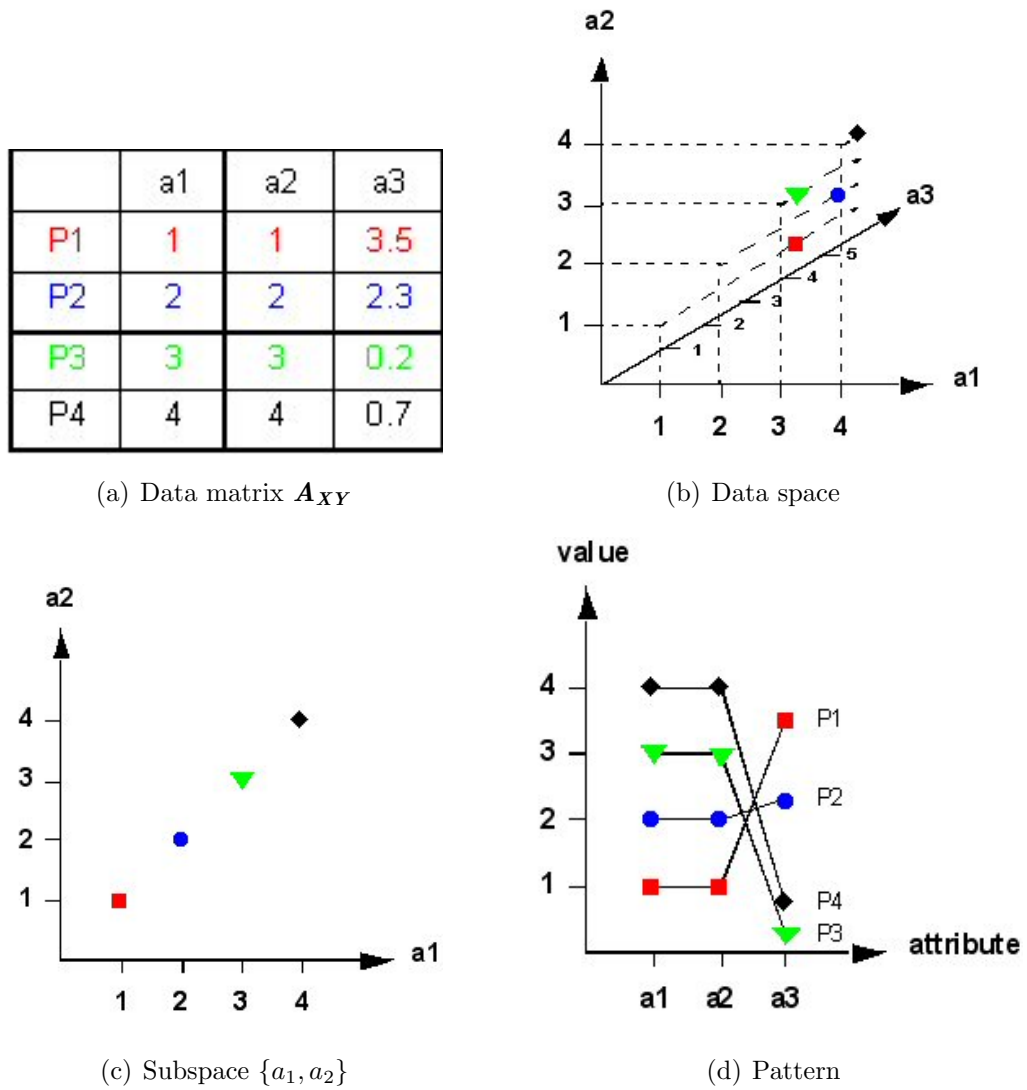 a1 a2 a3
P1 1 1 3.5
P2 2 2 2.3
P3 3 3 0.2
P4 4 4 0.7
(a) Data matrix A_XY
a2
4
3
2
1
a3
5
4
3
2
1
a1
1 2 3 4
(b) Data space
a2
4
3
2
1
a1
1 2 3 4
(c) Subspace {a₁, a₂}
value
4
3
2
1
P1
P2
P4
P3
attribute
a1 a2 a3
(d) Pattern